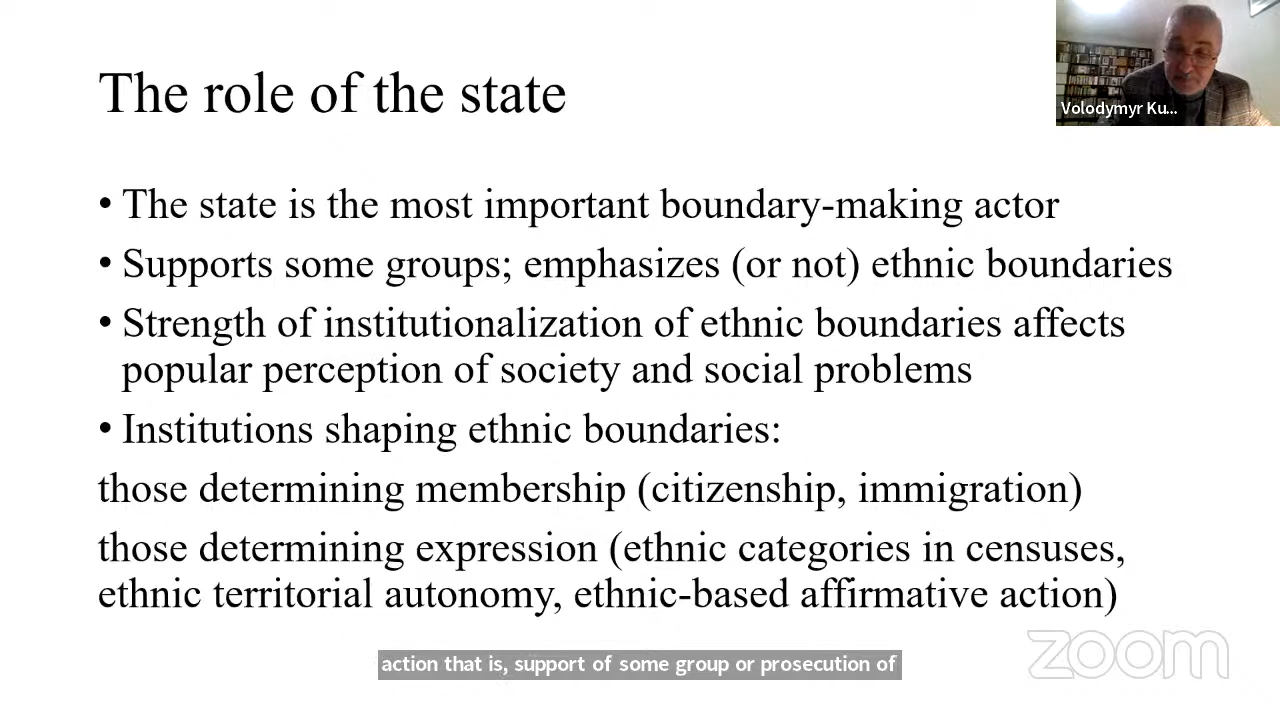 The role of the state
Volodymyr Ku...
• The state is the most important boundary-making actor
• Supports some groups; emphasizes (or not) ethnic boundaries
• Strength of institutionalization of ethnic boundaries affects
popular perception of society and social problems
• Institutions shaping ethnic boundaries:
those determining membership (citizenship, immigration)
those determining expression (ethnic categories in censuses,
ethnic territorial autonomy, ethnic-based affirmative action)
action that is, support of some group or prosecution of
zoom